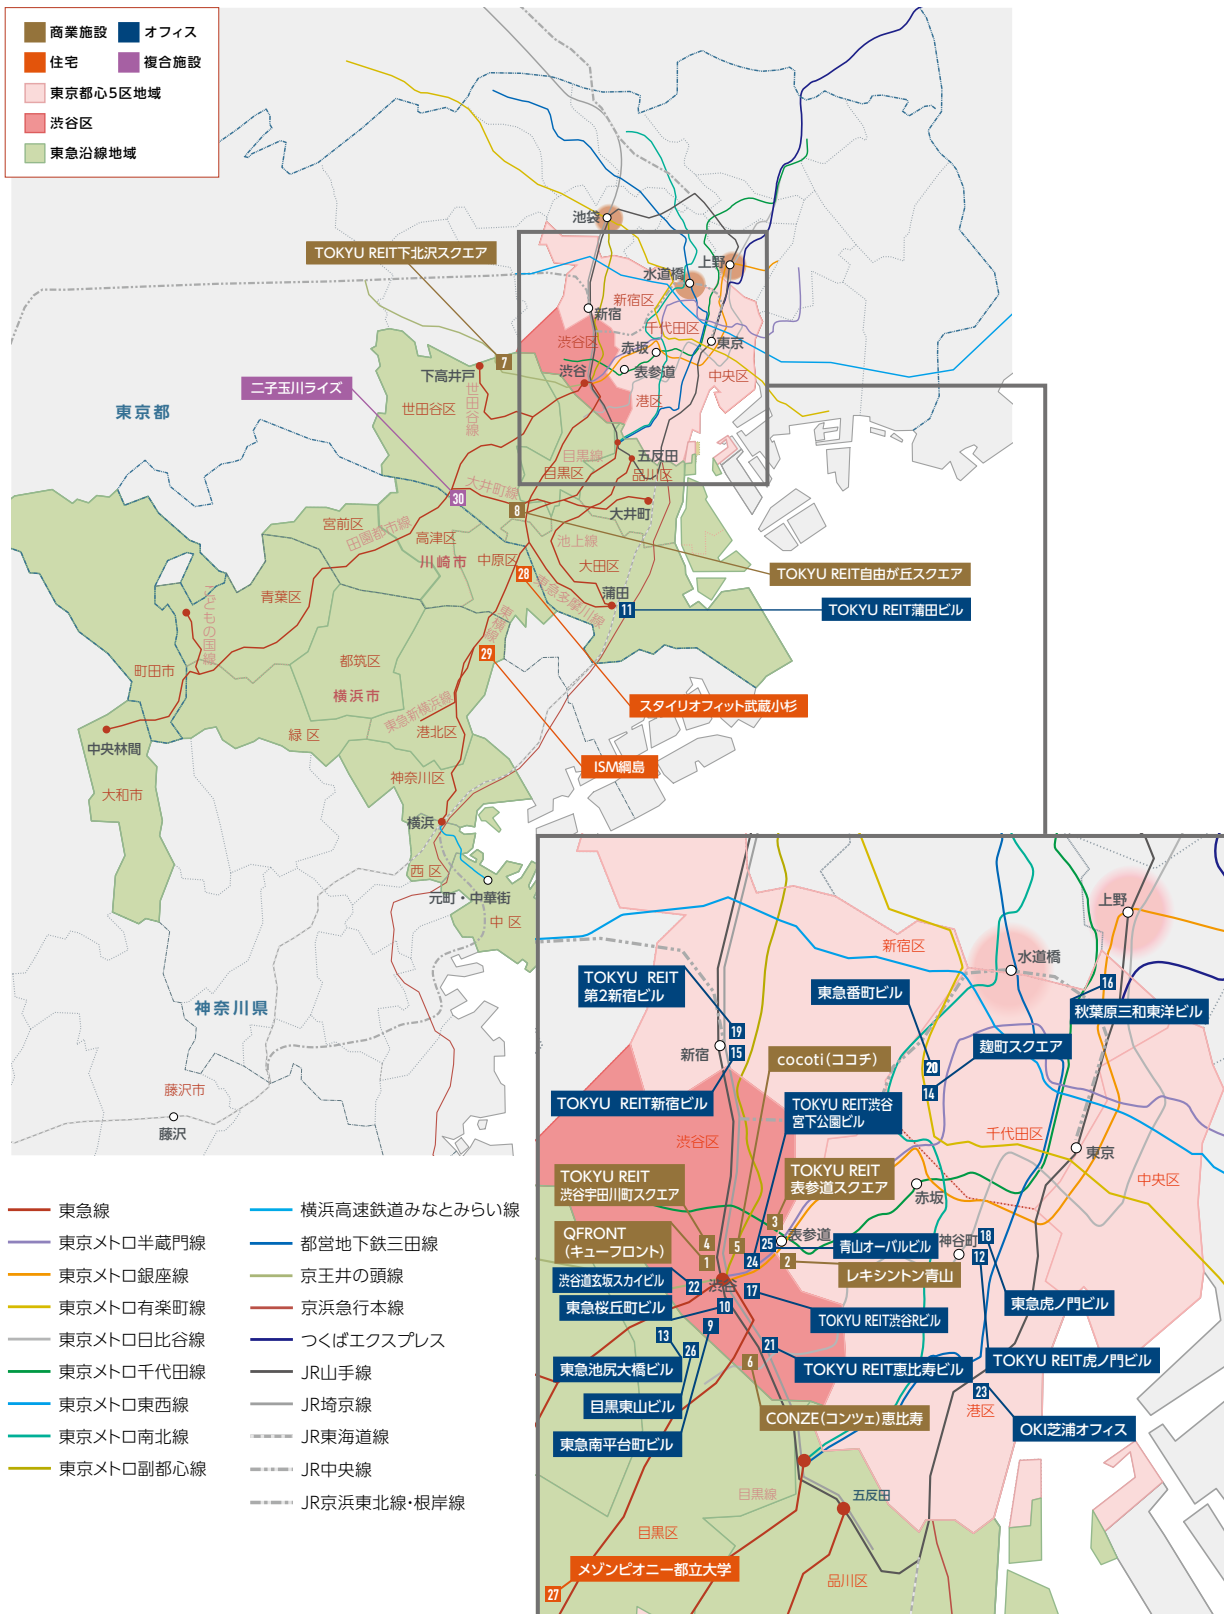 商業施設
オフィス
住宅
複合施設
東京都心5区地域
渋谷区
東急沿線地域
池袋
TOKYU REIT下北沢スクエア
上野
水道橋
新宿区
新宿
千代田区
渋谷区
赤坂
東京
7
下高井戸
渋谷
表参道
中央区
二子玉川ライズ
世田谷区
世田谷線
港区
東京都
目黒線
五反田
目黒区
品川区
大井町線
30
8
大井町
宮前区
田園都市線
高津区
池上線
川崎市
中原区
大田区
TOKYU REIT自由が丘スクエア
28
東急多摩川線
青葉区
蒲田
11
TOKYU REIT蒲田ビル
こどもの国線
東横線
29
都筑区
町田市
横浜市
東急新横浜線
スタイリオフィット武蔵小杉
港北区
緑区
中央林間
ISM綱島
神奈川区
大和市
横浜
西区
元町・中華街
中区
神奈川県
藤沢市
藤沢
上野
新宿区
水道橋
TOKYU REIT
第2新宿ビル
東急番町ビル
16
秋葉原三和東洋ビル
19
新宿
15
cocoti(ココチ)
麹町スクエア
20
14
TOKYU REIT新宿ビル
TOKYU REIT渋谷
宮下公園ビル
渋谷区
千代田区
東京
TOKYU REIT
渋谷宇田川町スクエア
TOKYU REIT
表参道スクエア
中央区
赤坂
3
QFRONT
(キューフロント)
4
5
25
表参道
青山オーバルビル
神谷町
18
12
1
24
2
レキシントン青山
渋谷道玄坂スカイビル
22
渋谷
17
東急桜丘町ビル
10
東急虎ノ門ビル
9
TOKYU REIT渋谷Rビル
13
26
21
東急池尻大橋ビル
6
TOKYU REIT恵比寿ビル
TOKYU REIT虎ノ門ビル
23
目黒東山ビル
港区
CONZE(コンツェ)恵比寿
OKI芝浦オフィス
東急南平台町ビル
目黒線
五反田
目黒区
メゾンピオニー都立大学
品川区
27
東急線
東京メトロ半蔵門線
東京メトロ銀座線
東京メトロ有楽町線
東京メトロ日比谷線
東京メトロ千代田線
東京メトロ東西線
東京メトロ南北線
東京メトロ副都心線
横浜高速鉄道みなとみらい線
都営地下鉄三田線
京王井の頭線
京浜急行本線
つくばエクスプレス
JR山手線
JR埼京線
JR東海道線
JR中央線
JR京浜東北線・根岸線